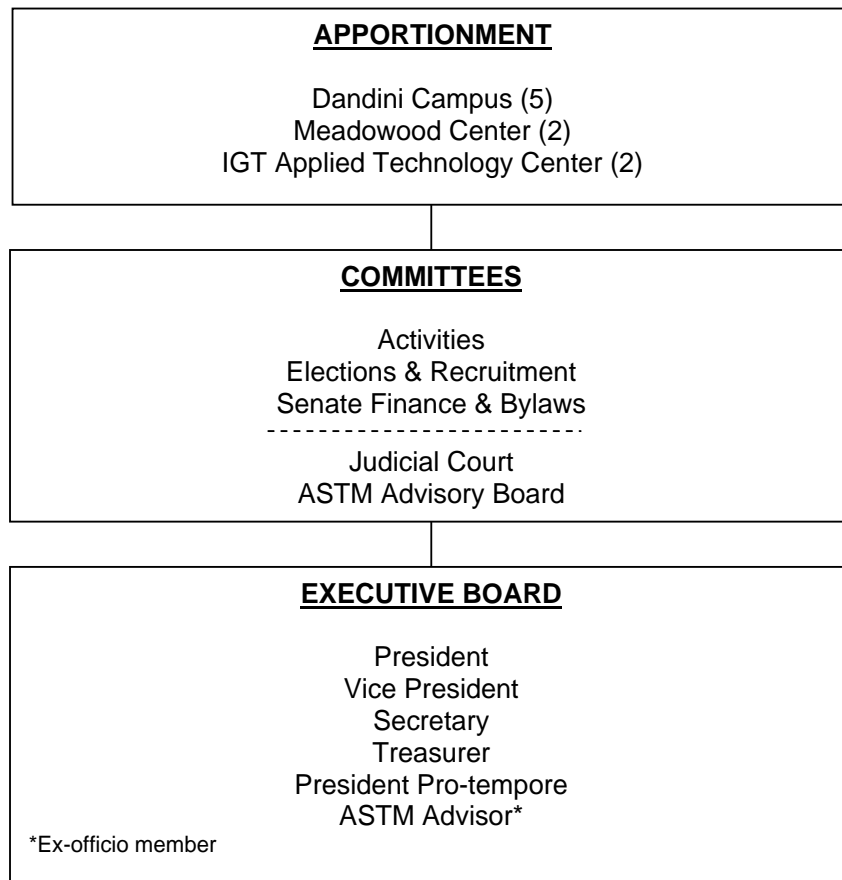 APPORTIONMENT
Dandini Campus (5)
Meadowood Center (2)
IGT Applied Technology Center (2)
COMMITTEES
Activities
Elections & Recruitment
Senate Finance & Bylaws
------------------------
Judicial Court
ASTM Advisory Board
EXECUTIVE BOARD
President
Vice President
Secretary
Treasurer
President Pro-tempore
ASTM Advisor*
*Ex-officio member